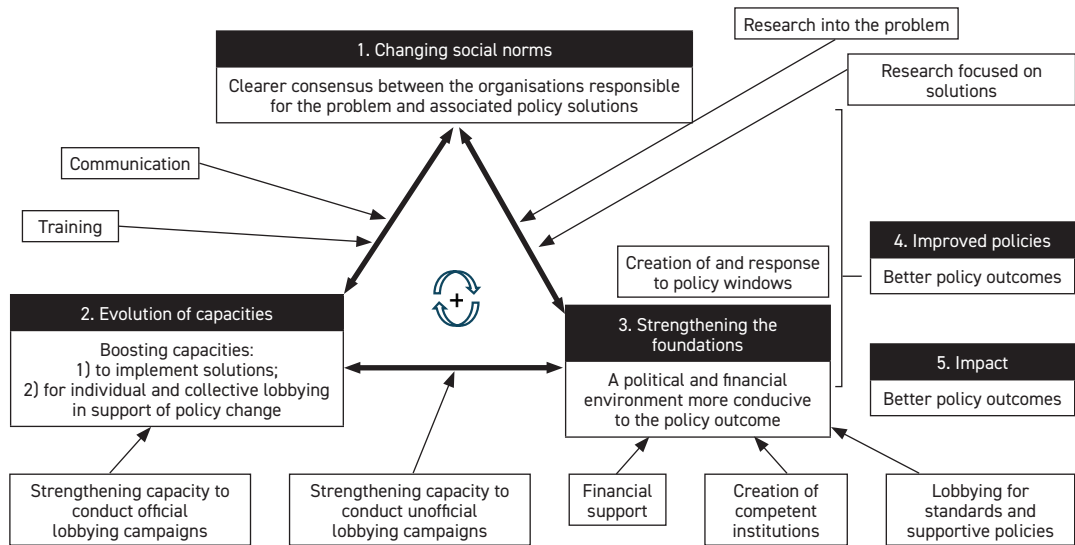 Research into the problem
1. Changing social norms
Clearer consensus between the organisations responsible
for the problem and associated policy solutions
Research focused on
solutions
Communication
Training
4. Improved policies
Better policy outcomes
Creation of and response
to policy windows
+
2. Evolution of capacities
Boosting capacities:
1) to implement solutions;
2) for individual and collective lobbying
in support of policy change
3. Strengthening the
foundations
A political and financial
environment more conducive
to the policy outcome
5. Impact
Better policy outcomes
Strengthening capacity to
conduct official
lobbying campaigns
Strengthening capacity to
conduct unofficial
lobbying campaigns
Financial
support
Creation of
competent
institutions
Lobbying for
standards and
supportive policies